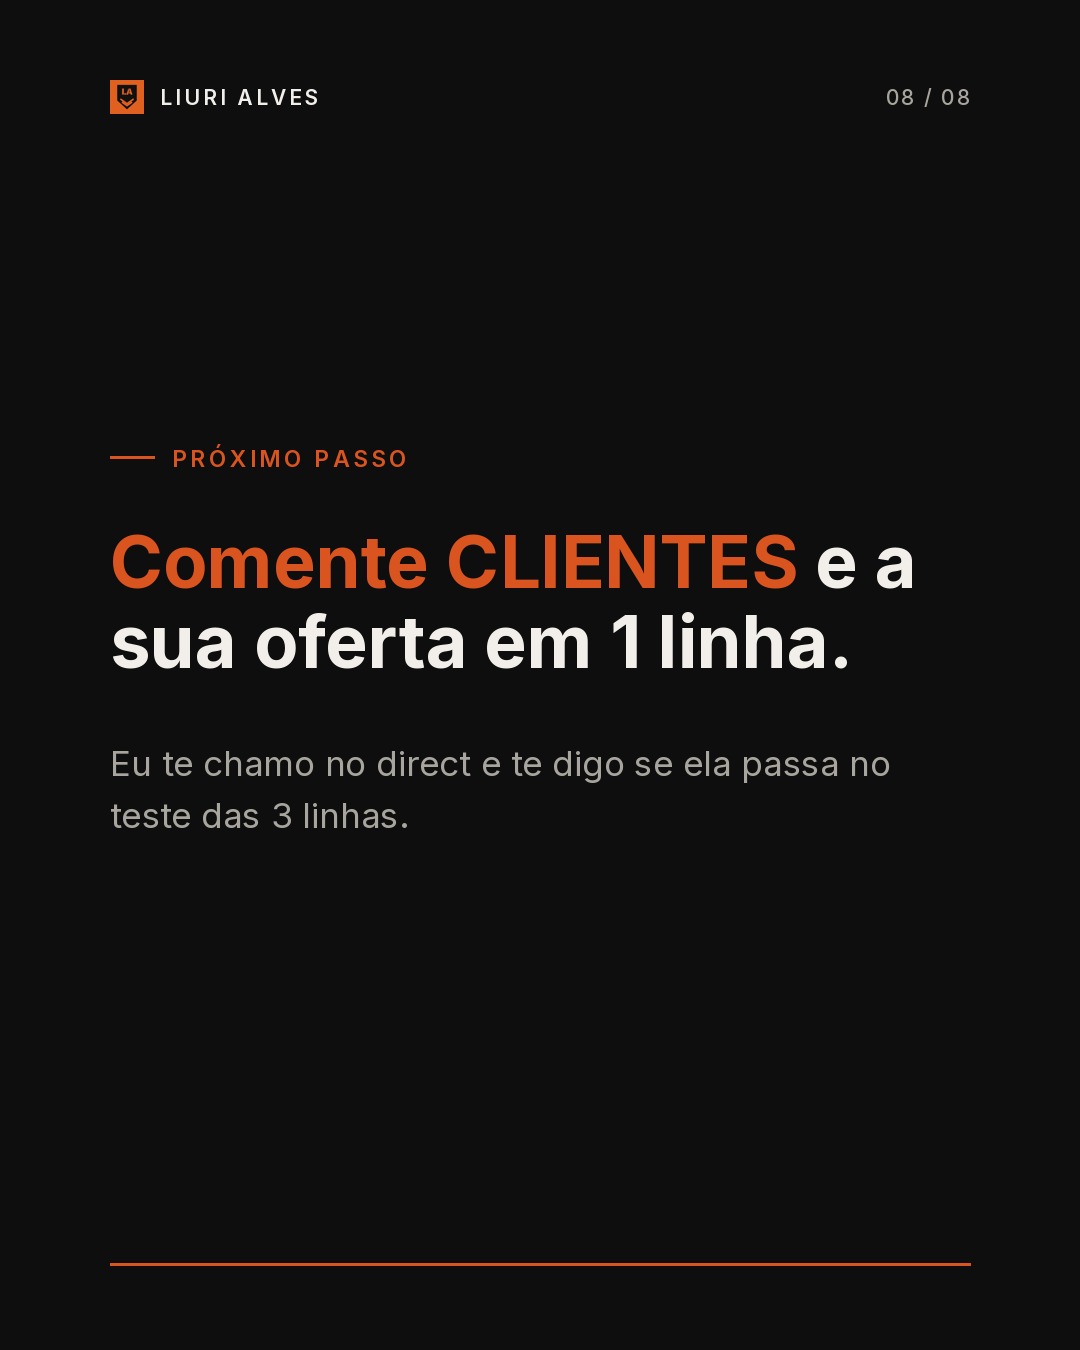 LA
LIURI ALVES
08 / 08
PRÓXIMO PASSO
Comente CLIENTES e a
sua oferta em 1 linha.
Eu te chamo no direct e te digo se ela passa no
teste das 3 linhas.